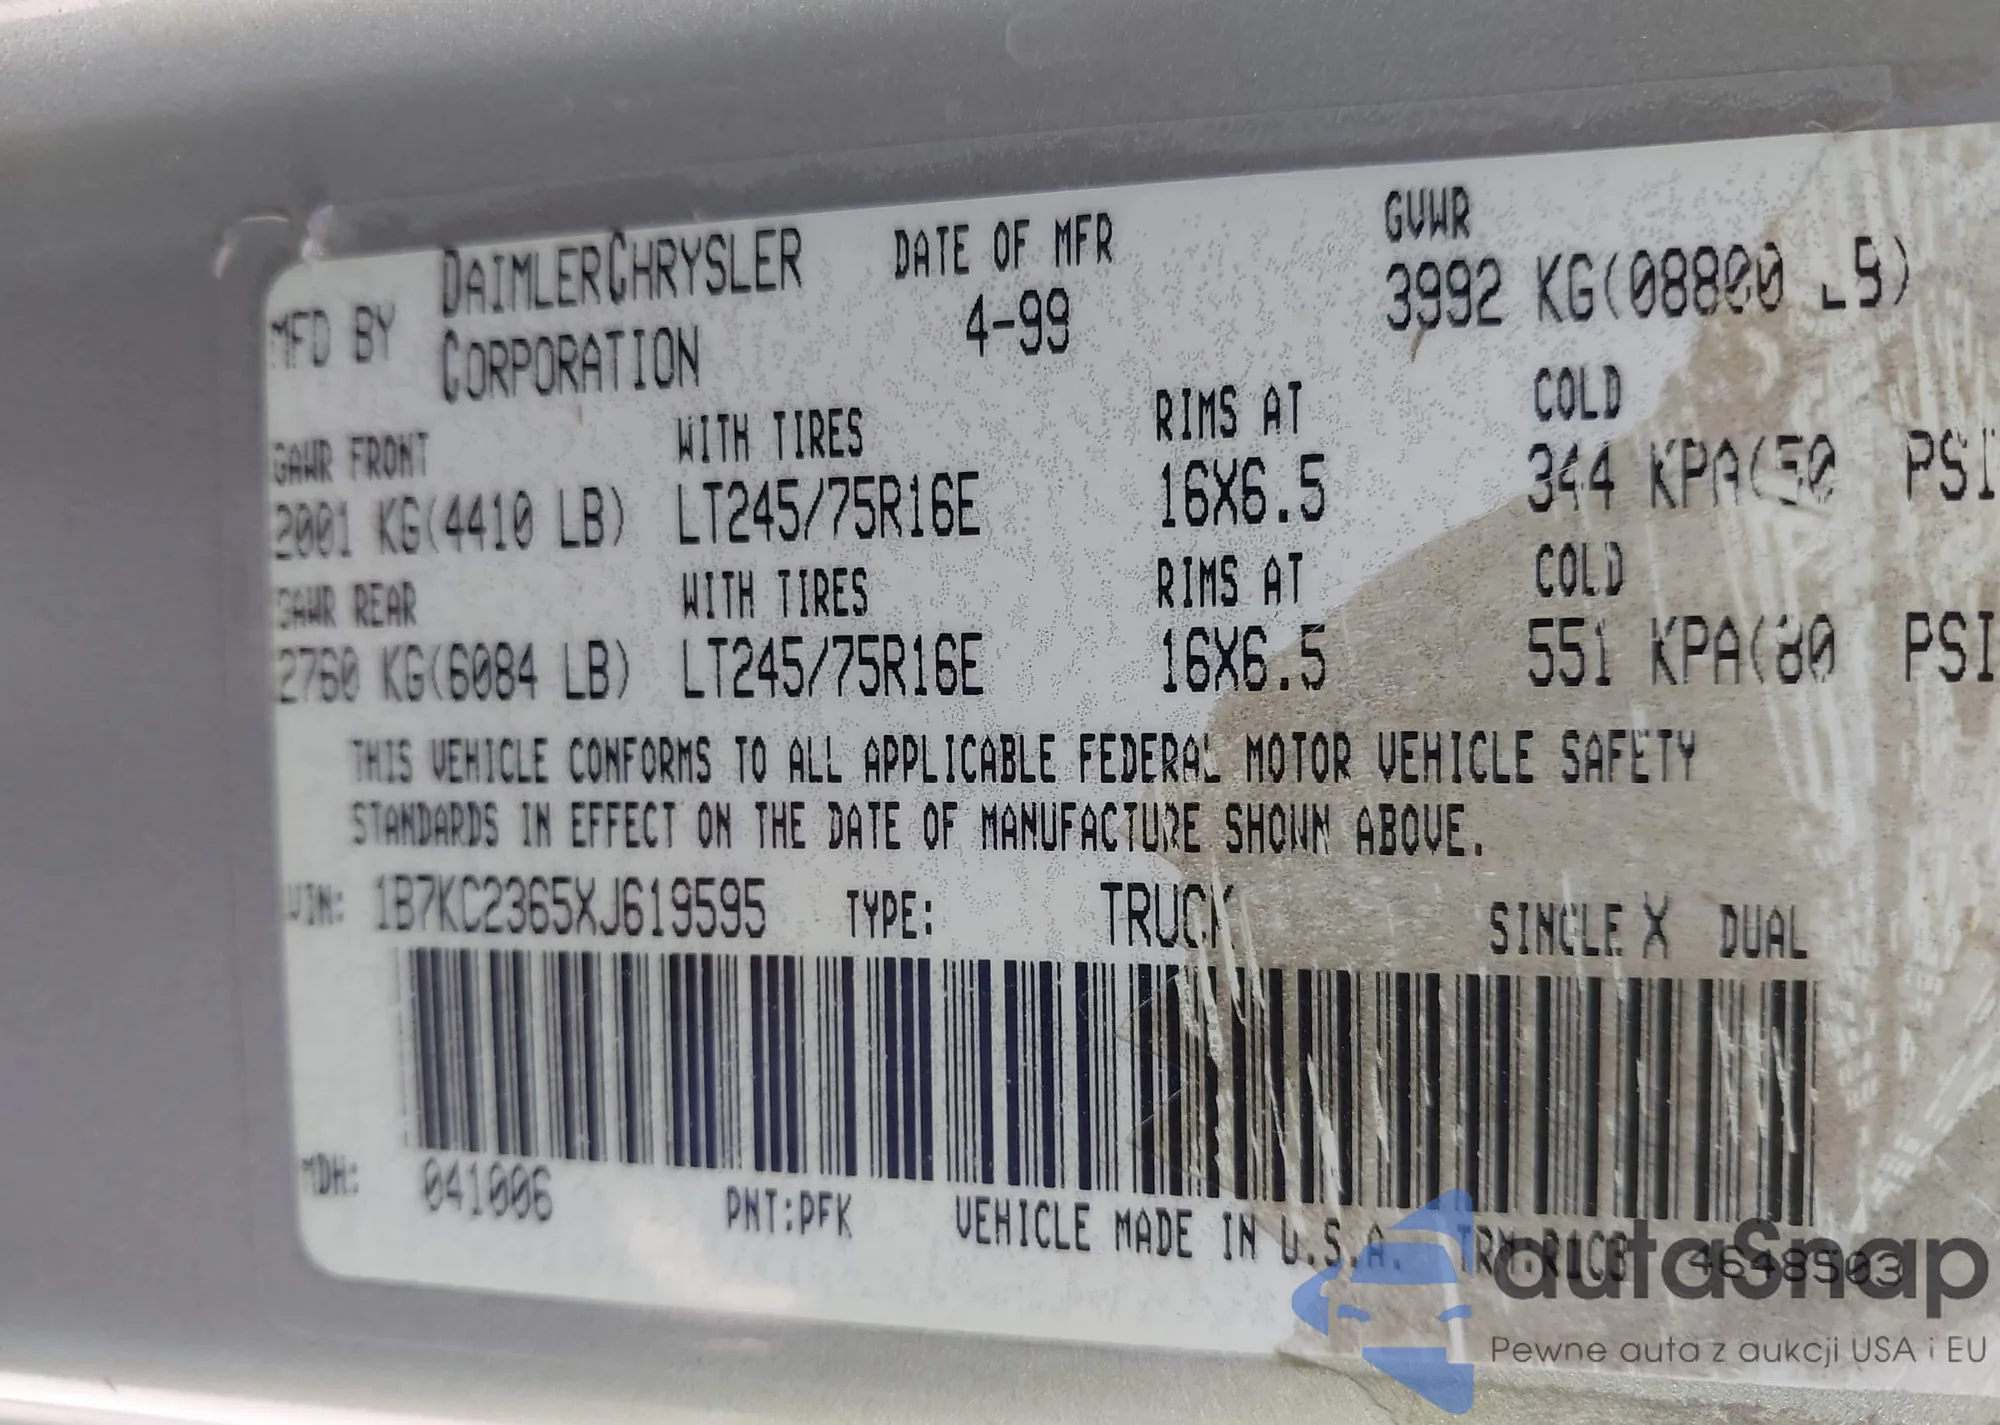 MFD BY DAIMLERCHRYSLER CORPORATION DATE OF MFR 4-99 GVWR 3992 KG(08800 LB)
GAWR FRONT WITH TIRES RIMS AT COLD
2001 KG(4410 LB) LT245/75R16E 16X6.5 344 KPA(50 PSI
GAWR REAR WITH TIRES RIMS AT COLD
2760 KG(6084 LB) LT245/75R16E 16X6.5 551 KPA(80 PSI
THIS VEHICLE CONFORMS TO ALL APPLICABLE FEDERAL MOTOR VEHICLE SAFETY
STANDARDS IN EFFECT ON THE DATE OF MANUFACTURE SHOWN ABOVE.
VIN: 1B7KC2365XJ619595 TYPE: TRUCK SINGLE X DUAL
MDH: 041006 PNT:PFK VEHICLE MADE IN U.S.A. 4648503
autaSnap
Pewne auta z aukcji USA i EU